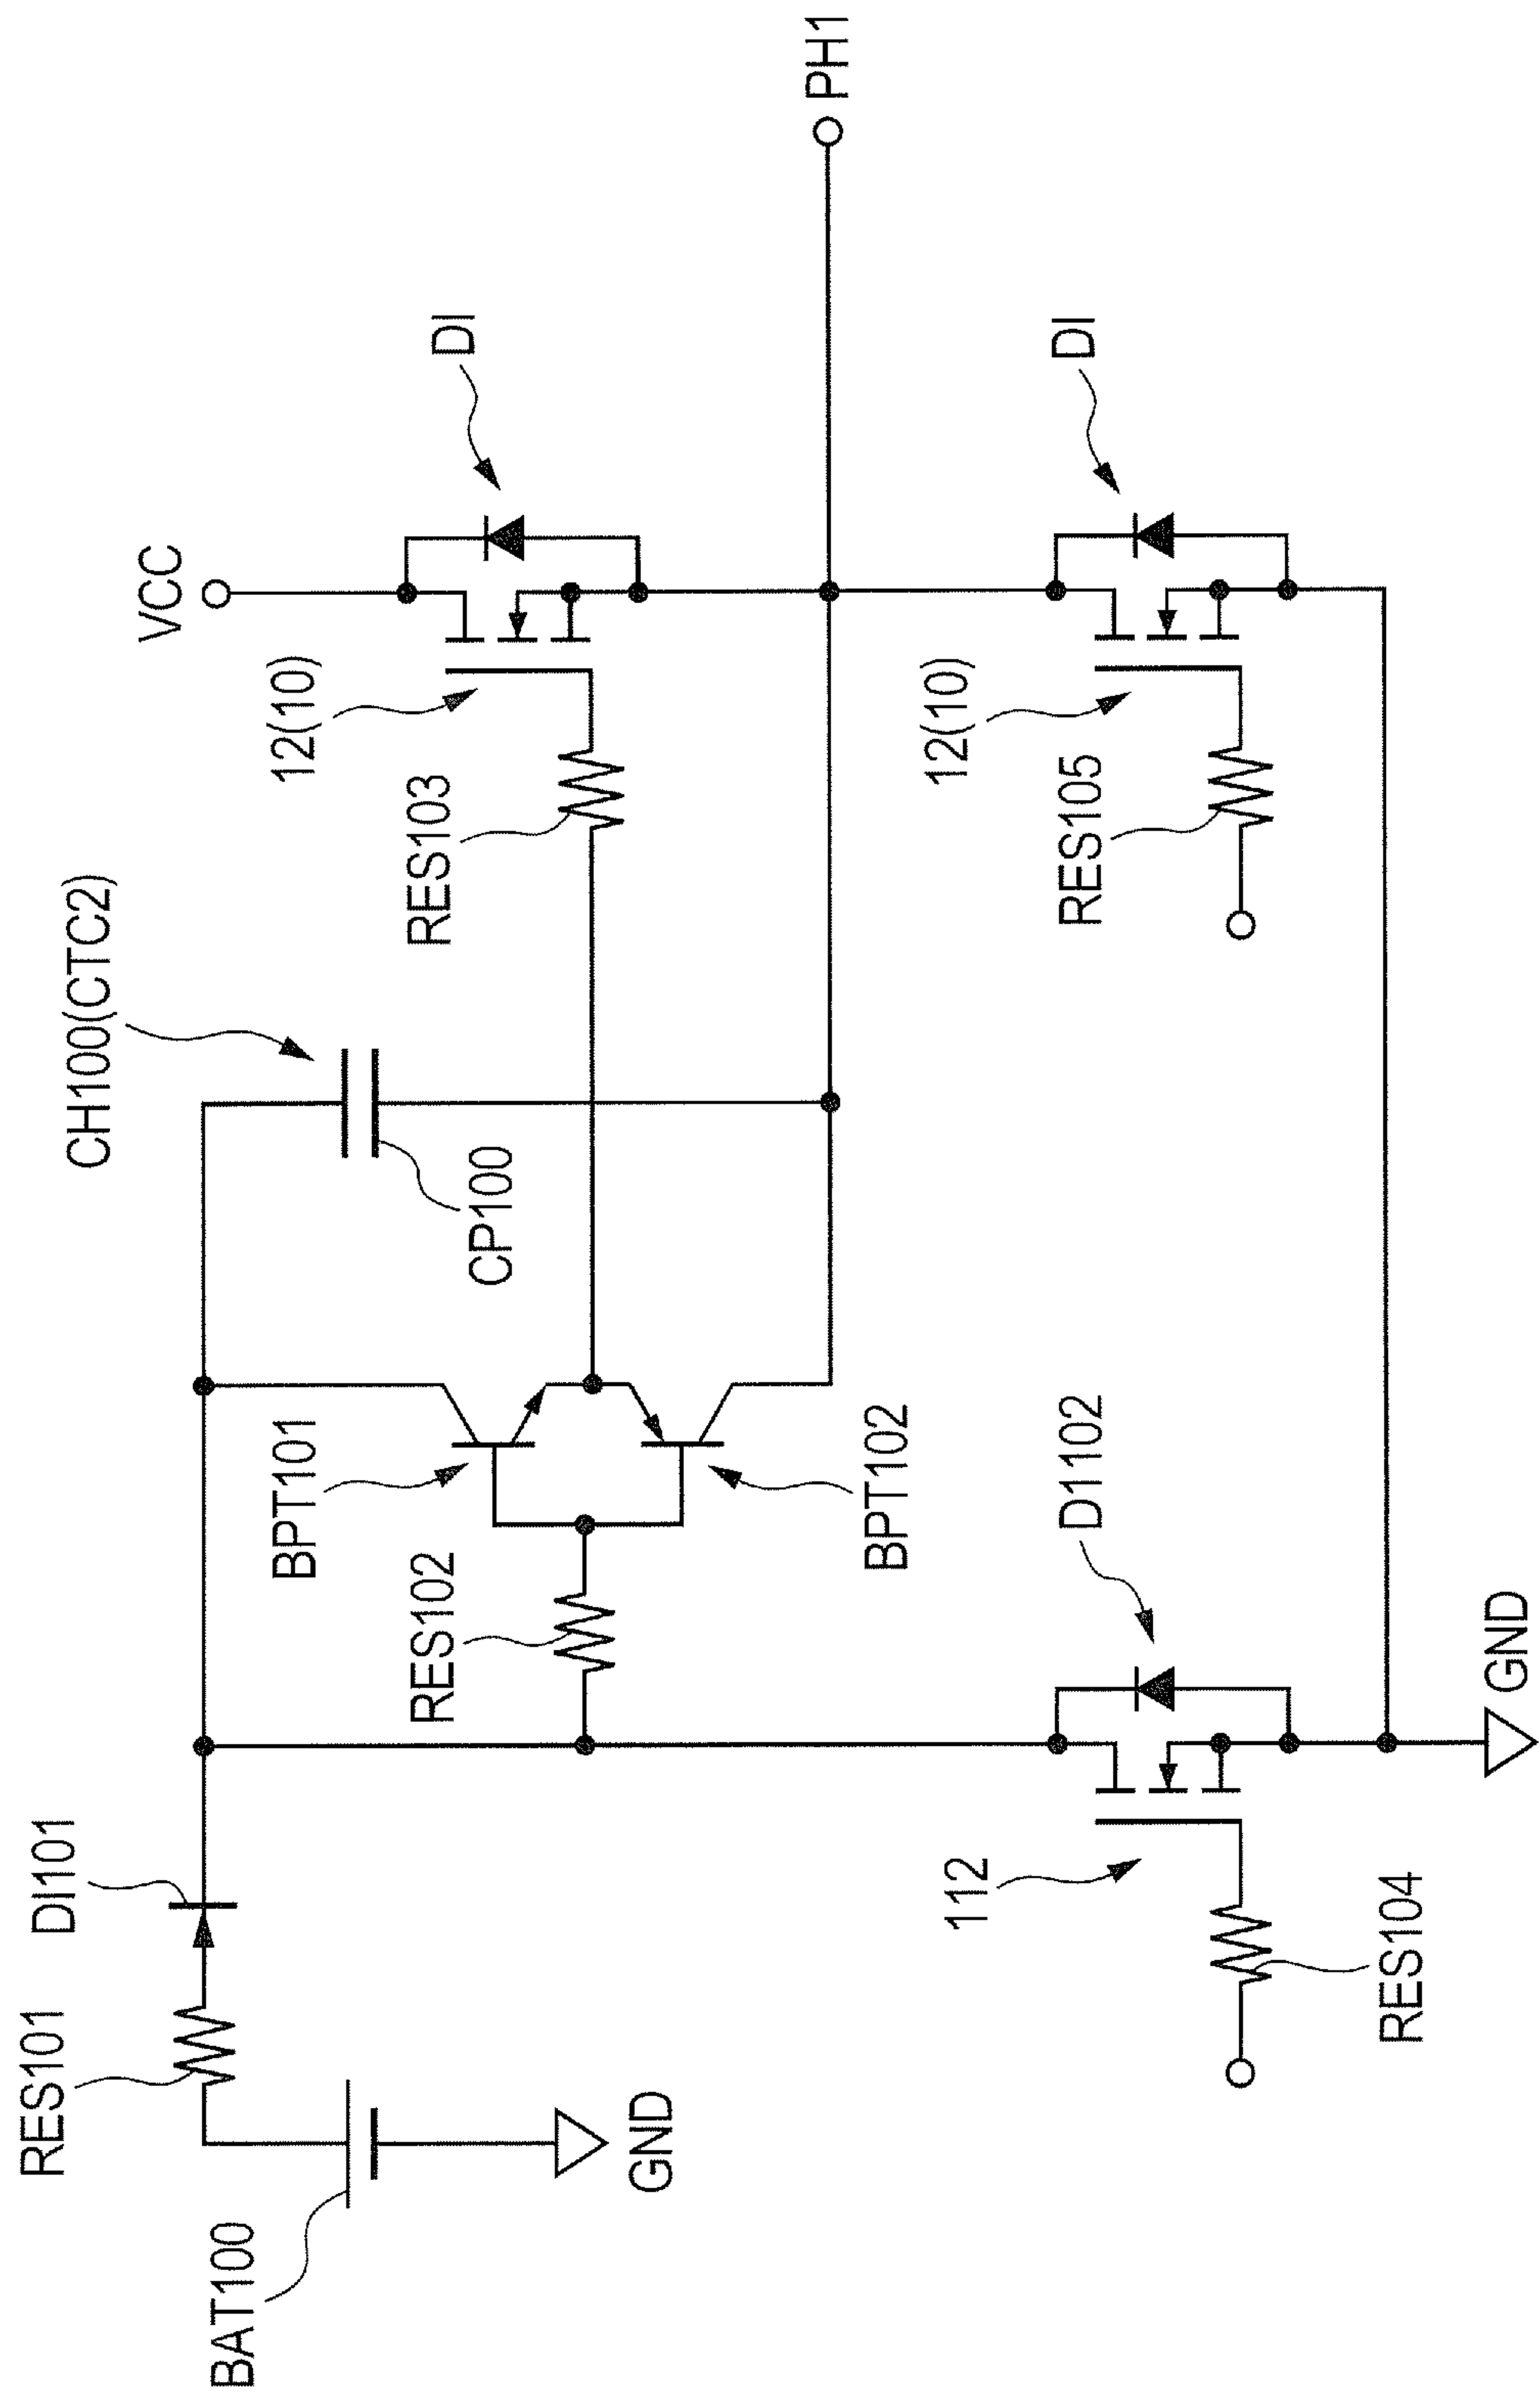 BAT100
RES101
DI101
GND
RES102
BPT101
BPT102
CP100
CH100(CTC2)
RES103
12(10)
VCC
DI
PH1
RES104
112
D1102
GND
RES105
12(10)
DI